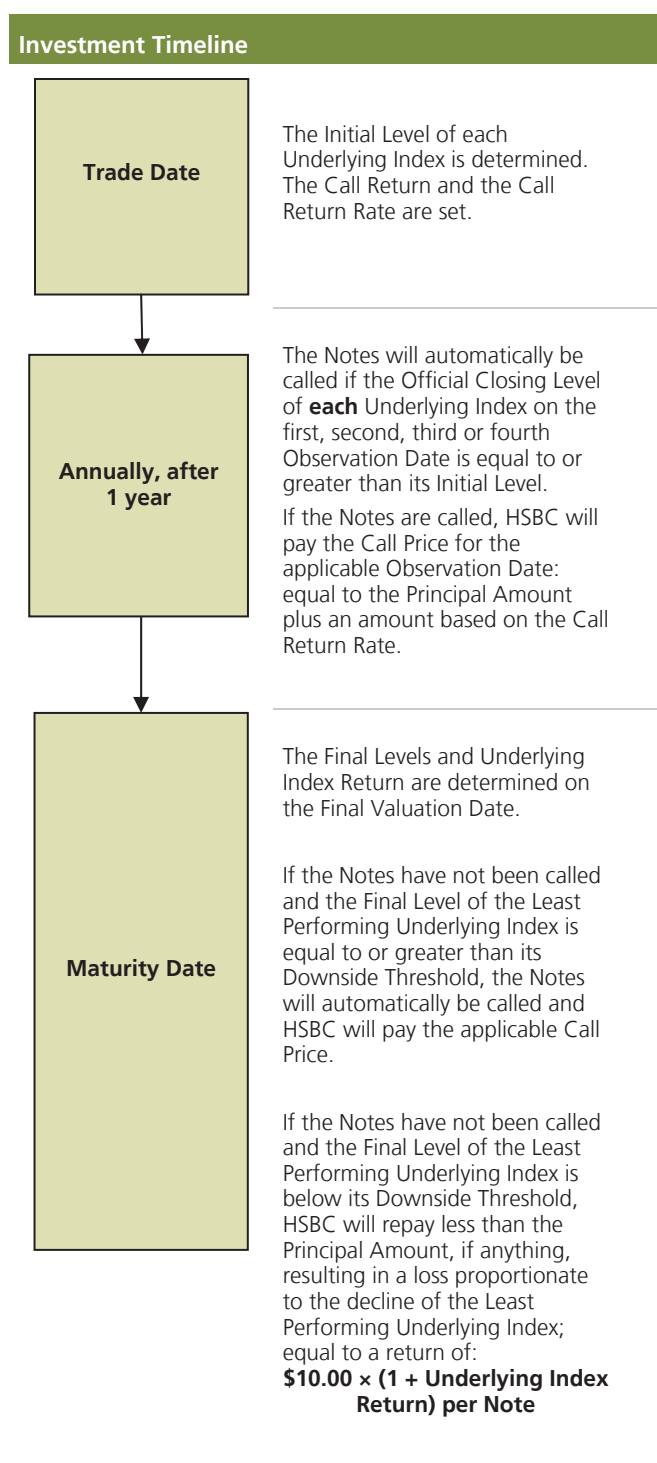 Investment Timeline
Trade Date
The Initial Level of each
Underlying Index is determined.
The Call Return and the Call
Return Rate are set.
Annually, after
1 year
The Notes will automatically be
called if the Official Closing Level
of each Underlying Index on the
first, second, third or fourth
Observation Date is equal to or
greater than its Initial Level.
If the Notes are called, HSBC will
pay the Call Price for the
applicable Observation Date:
equal to the Principal Amount
plus an amount based on the Call
Return Rate.
Maturity Date
The Final Levels and Underlying
Index Return are determined on
the Final Valuation Date.
If the Notes have not been called
and the Final Level of the Least
Performing Underlying Index is
equal to or greater than its
Downside Threshold, the Notes
will automatically be called and
HSBC will pay the applicable Call
Price.
If the Notes have not been called
and the Final Level of the Least
Performing Underlying Index is
below its Downside Threshold,
HSBC will repay less than the
Principal Amount, if anything,
resulting in a loss proportionate
to the decline of the Least
Performing Underlying Index;
equal to a return of:
$10.00 × (1 + Underlying Index
Return) per Note